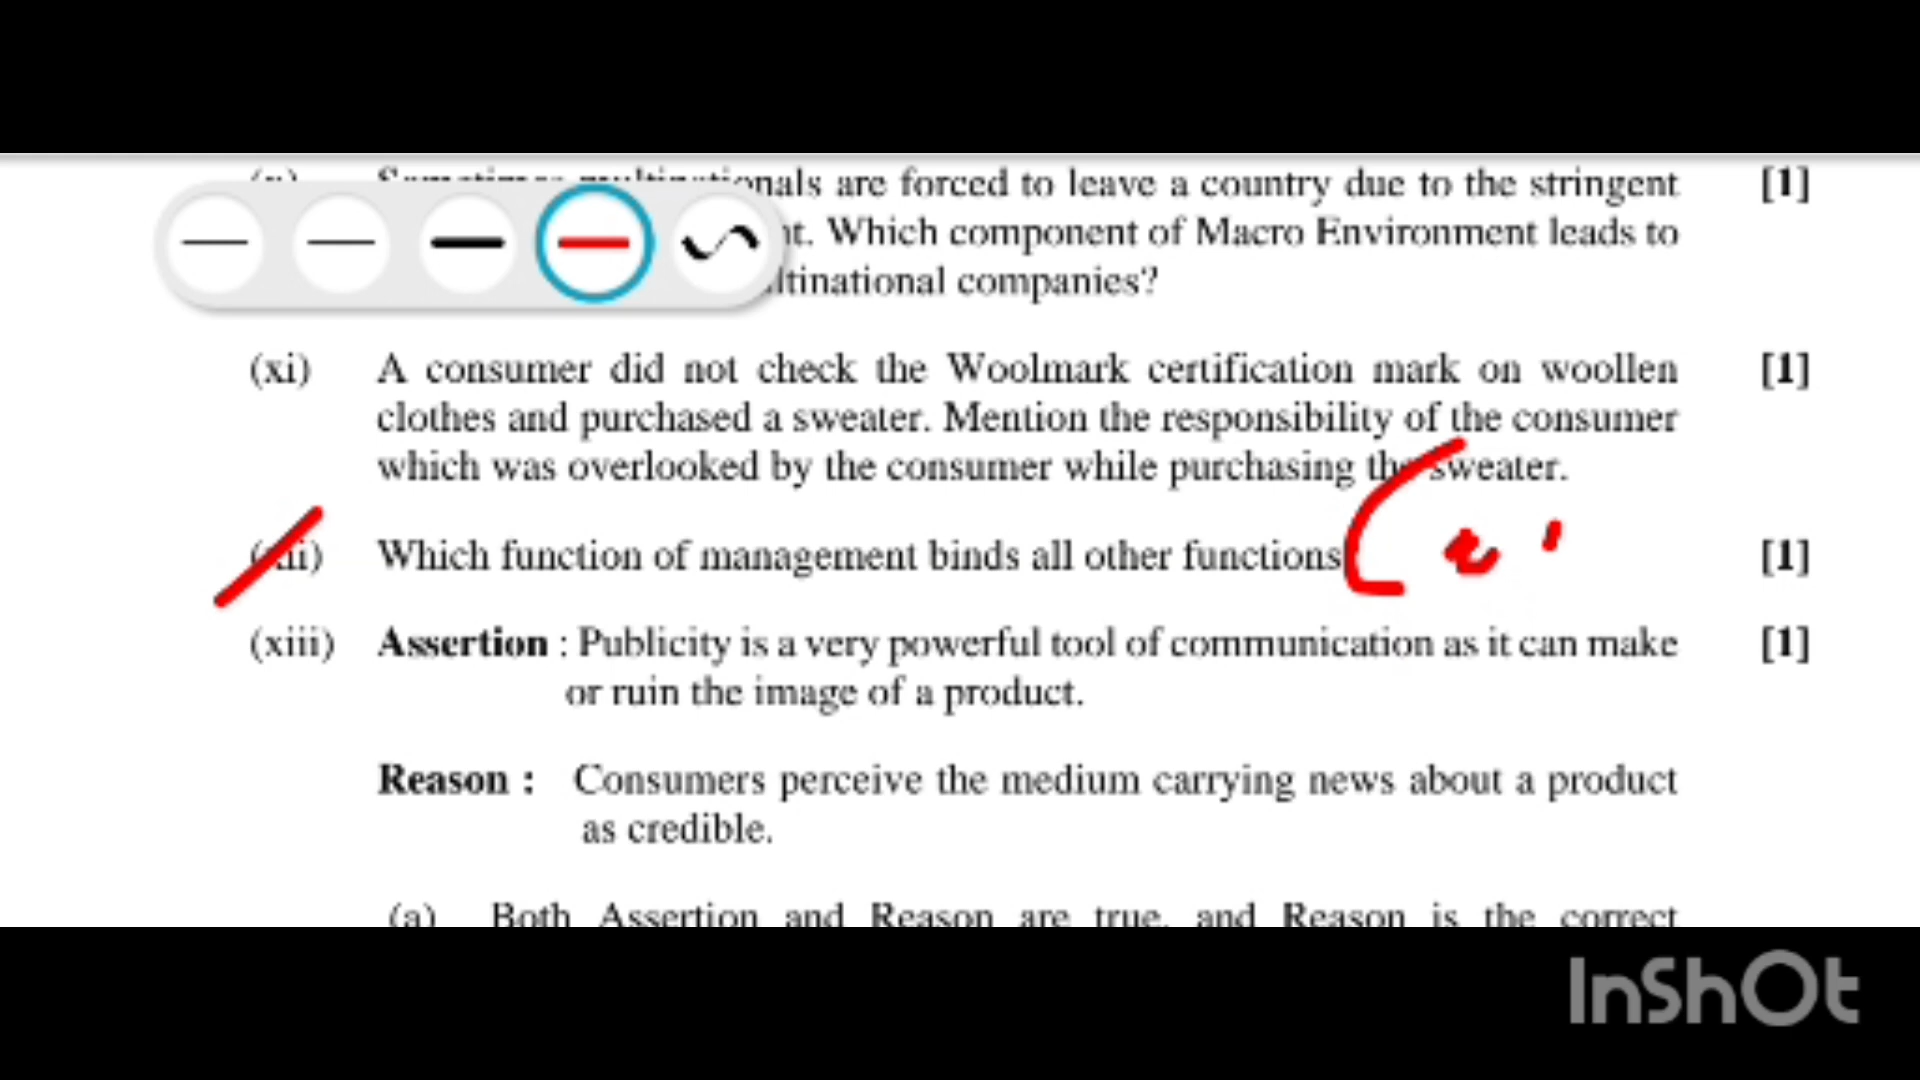 nals are forced to leave a country due to the stringent [1]
t. Which component of Macro Environment leads to
ltinational companies?
(xi) A consumer did not check the Woolmark certification mark on woollen [1]
clothes and purchased a sweater. Mention the responsibility of the consumer
which was overlooked by the consumer while purchasing the sweater.
Which function of management binds all other functions [1]
(xiii) Assertion : Publicity is a very powerful tool of communication as it can make [1]
or ruin the image of a product.
Reason : Consumers perceive the medium carrying news about a product
as credible.
(a) Both Assertion and Reason are true, and Reason is the correct
InShOt